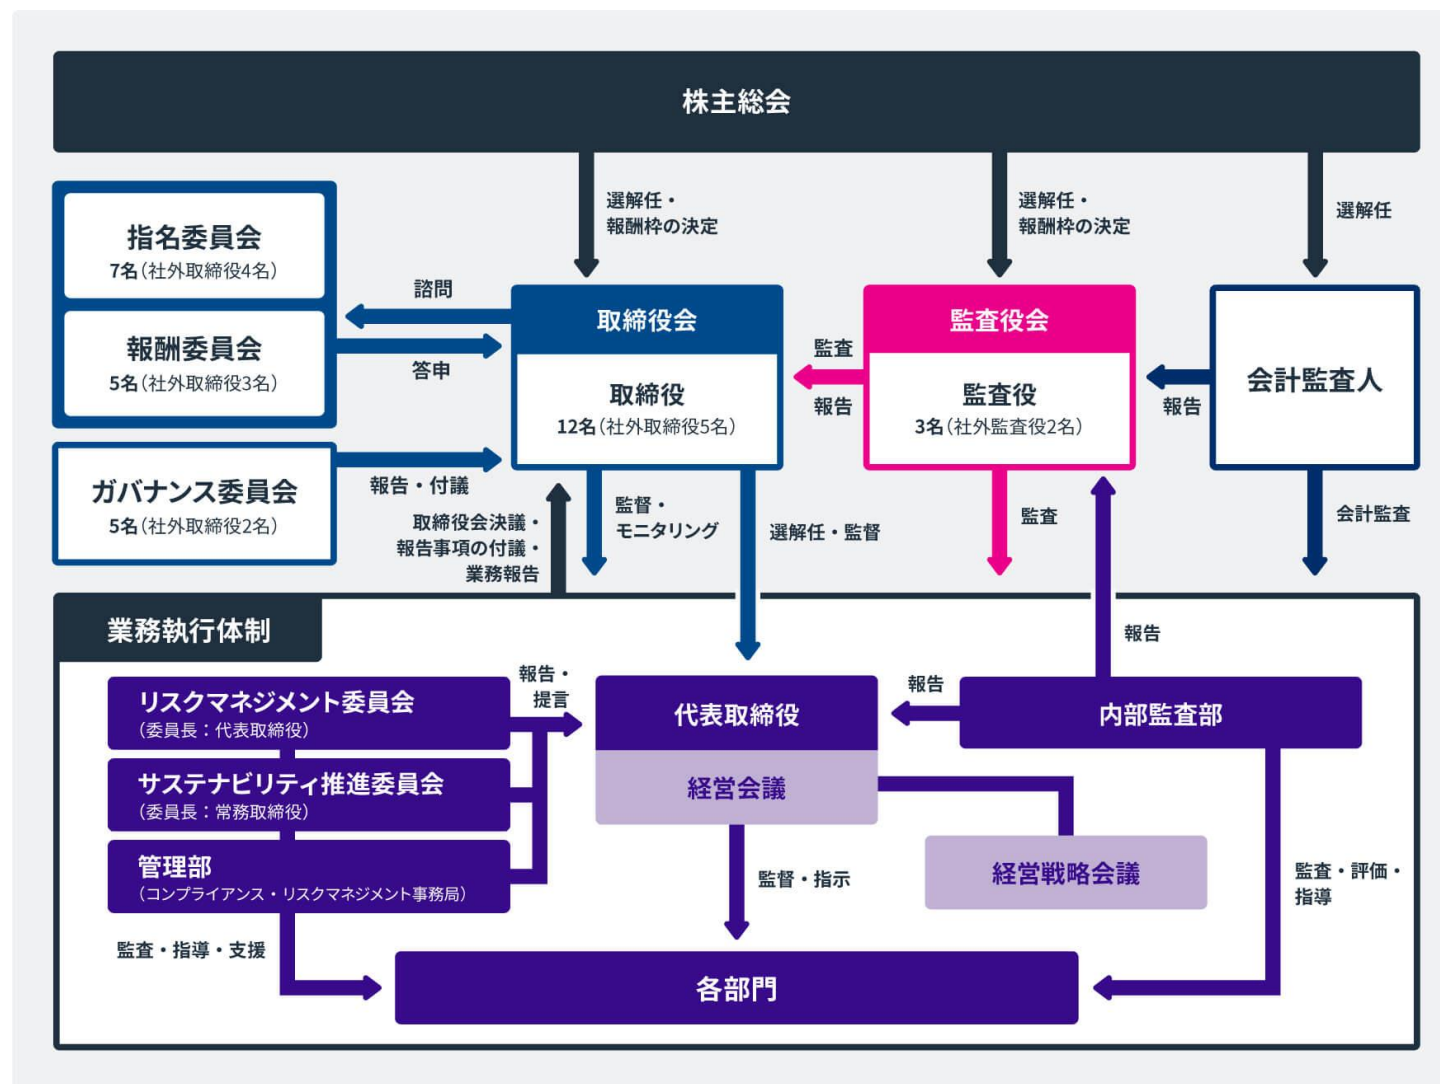 株主総会
選解任・
報酬枠の決定
選解任・
報酬枠の決定
選解任
指名委員会
7名(社外取締役4名)
報酬委員会
5名(社外取締役3名)
諮問
答申
取締役会
取締役
12名(社外取締役5名)
監査
報告
監査役会
監査役
3名(社外監査役2名)
報告
会計監査人
ガバナンス委員会
5名(社外取締役2名)
報告・付議
取締役会決議・
報告事項の付議・
業務報告
監督・
モニタリング
選解任・監督
監査
会計監査
業務執行体制
報告
リスクマネジメント委員会
(委員長：代表取締役)
サステナビリティ推進委員会
(委員長：常務取締役)
管理部
(コンプライアンス・リスクマネジメント事務局)
報告・
提言
代表取締役
経営会議
報告
内部監査部
経営戦略会議
監督・指示
監査・評価・
指導
監査・指導・支援
各部門